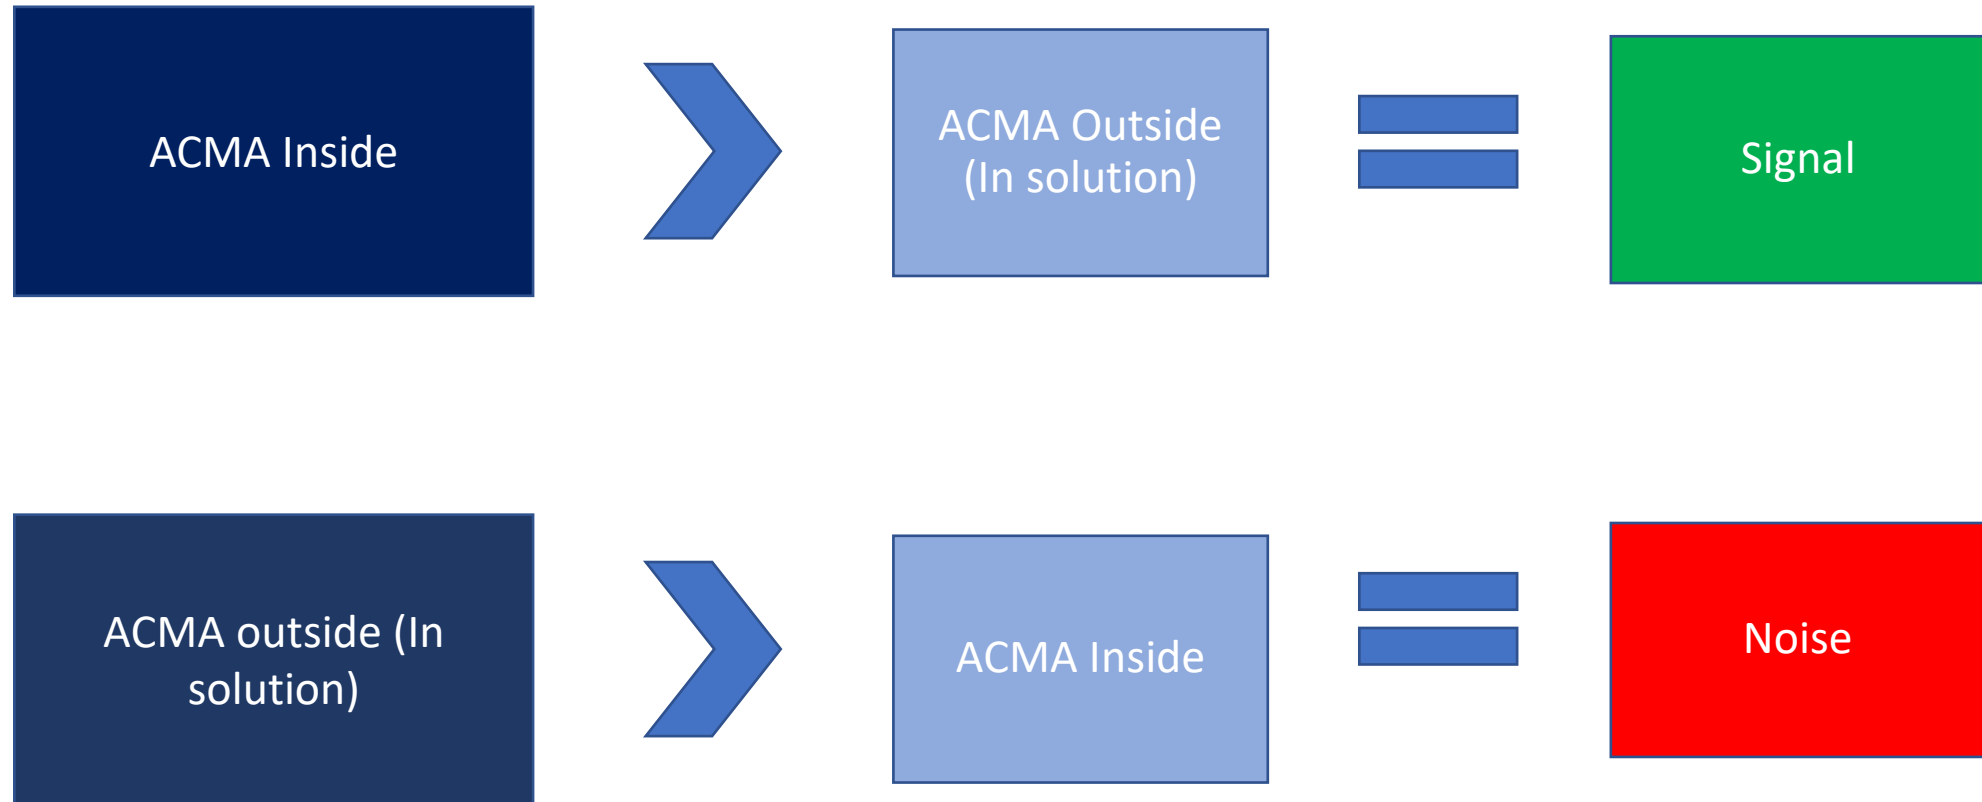 ACMA Inside
ACMA Outside
(In solution)
Signal
ACMA outside (In
solution)
ACMA Inside
Noise